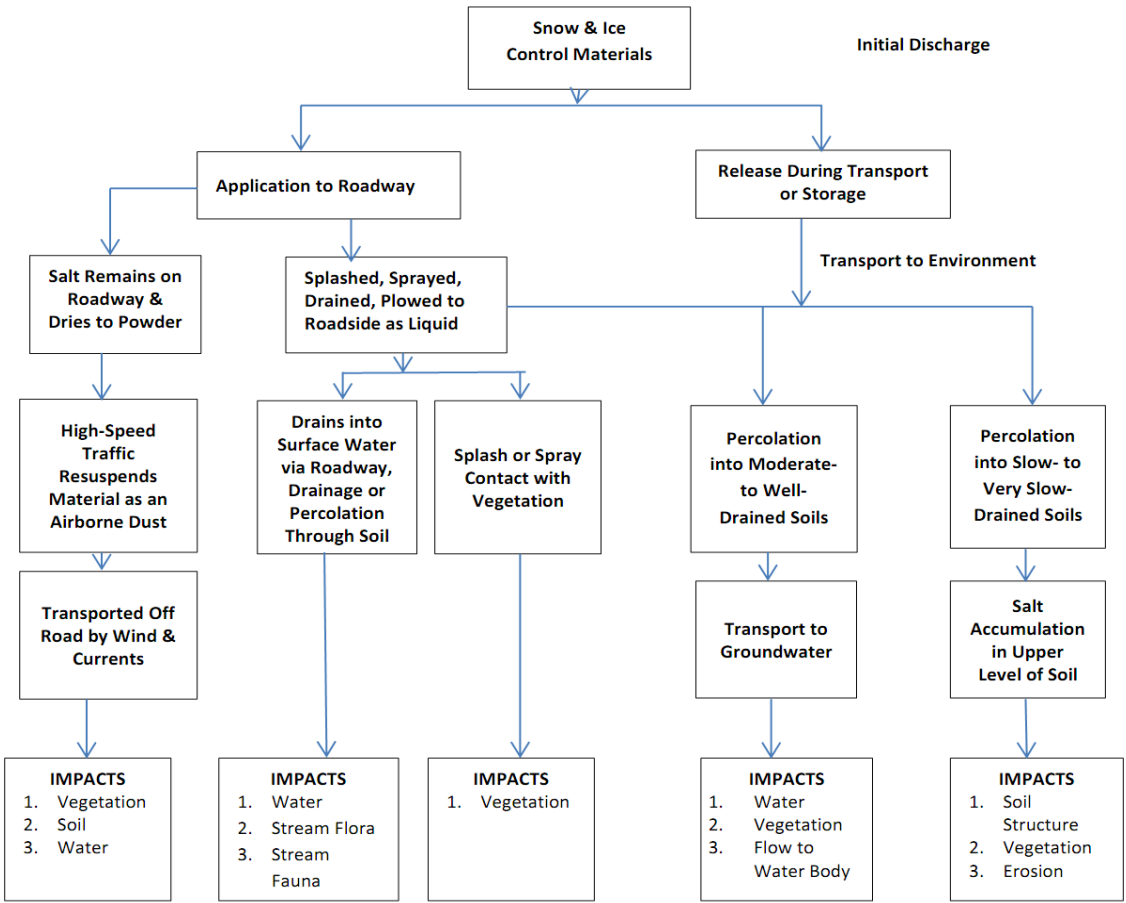 Snow & Ice
Control Materials
Initial Discharge
Application to Roadway
Release During Transport
or Storage
Transport to Environment
Salt Remains on
Roadway &
Dries to Powder
Splashed, Sprayed,
Drained, Plowed to
Roadside as Liquid
High-Speed
Traffic
Resuspends
Material as an
Airborne Dust
Drains into
Surface Water
via Roadway,
Drainage or
Percolation
Through Soil
Splash or Spray
Contact with
Vegetation
Percolation
into Moderate-
to Well-
Drained Soils
Percolation
into Slow- to
Very Slow-
Drained Soils
Transported Off
Road by Wind &
Currents
Transport to
Groundwater
Salt
Accumulation
in Upper
Level of Soil
IMPACTS
1. Vegetation
2. Soil
3. Water
IMPACTS
1. Water
2. Stream Flora
3. Stream
Fauna
IMPACTS
1. Vegetation
IMPACTS
1. Water
2. Vegetation
3. Flow to
Water Body
IMPACTS
1. Soil
Structure
2. Vegetation
3. Erosion